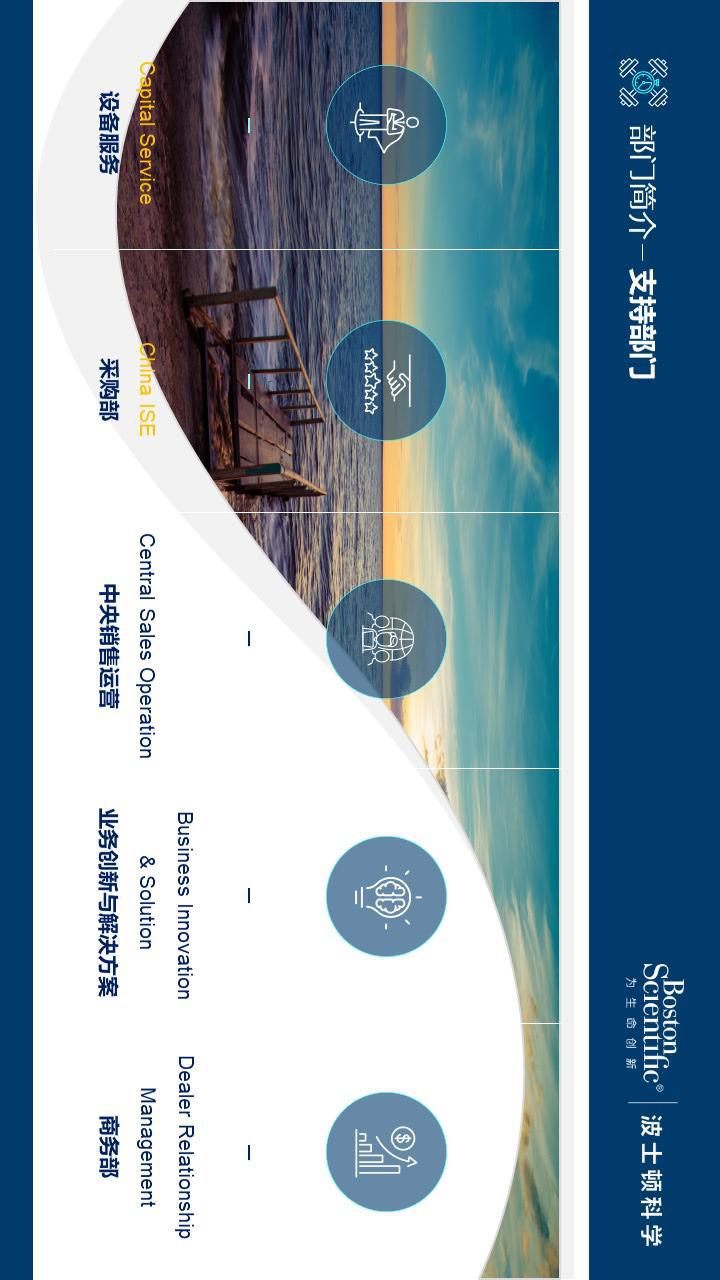 部门简介 — 支持部门
Boston
Scientific®
为生命创新
波士顿科学
Capital Service
设备服务
China ISE
采购部
Central Sales Operation
中央销售运营
Business Innovation
& Solution
业务创新与解决方案
Dealer Relationship
Management
商务部